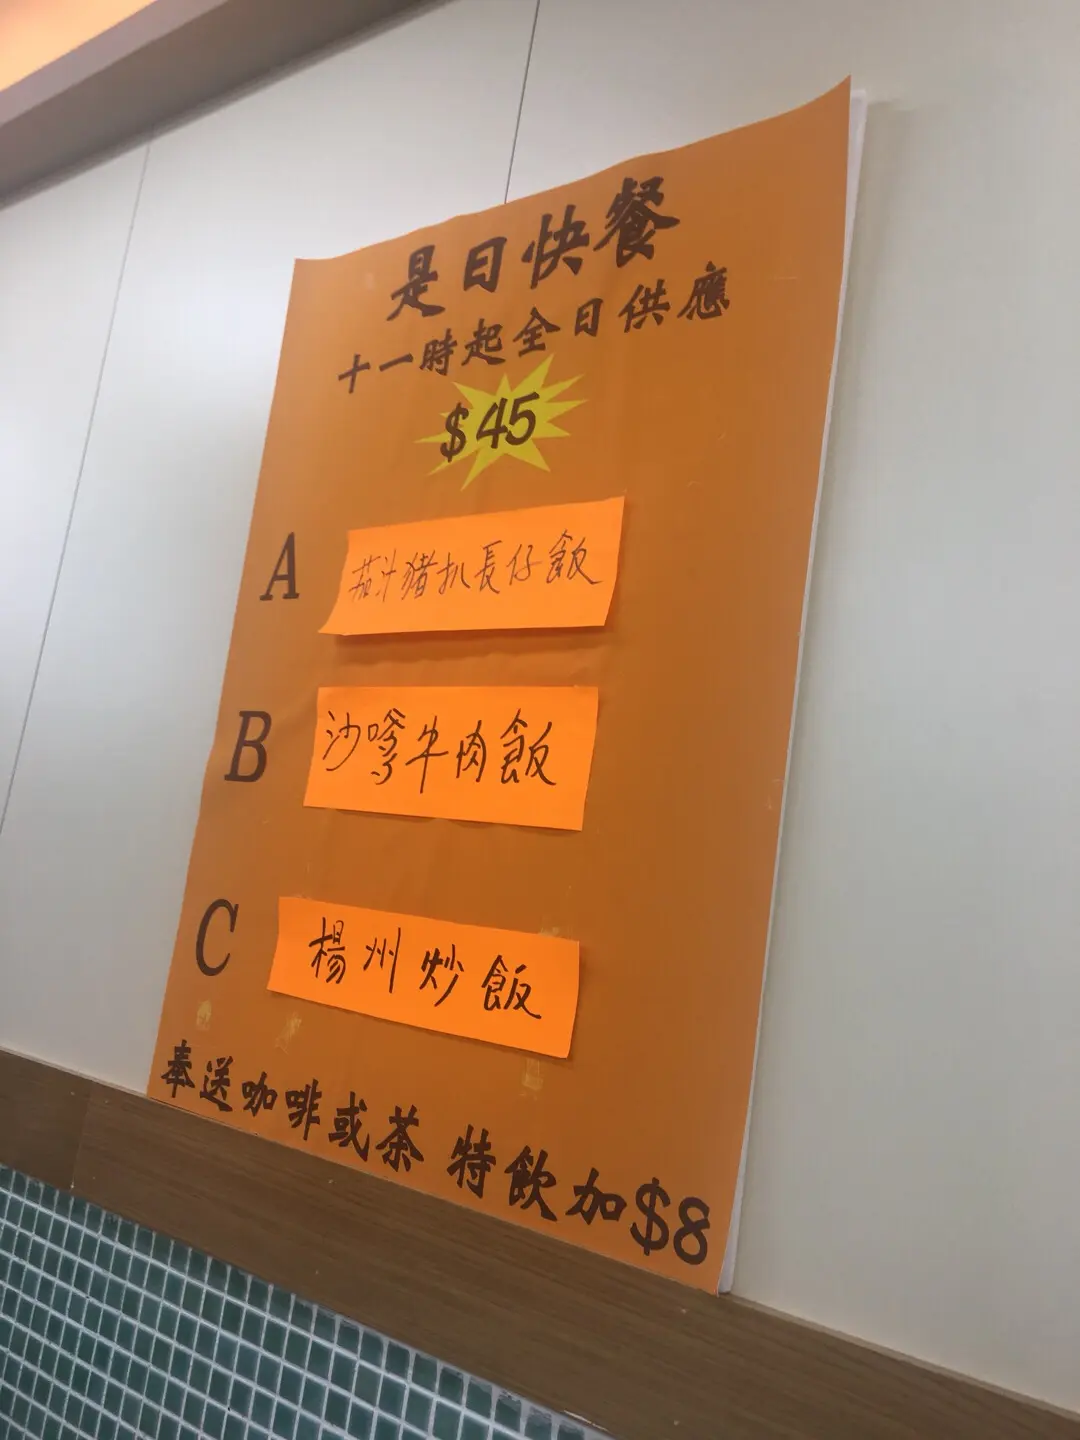 是日快餐
十一時起全日供應
$45
A 茄汁豬扒長仔飯
B 沙嗲牛肉飯
C 楊州炒飯
奉送咖啡或茶 特飲加$8